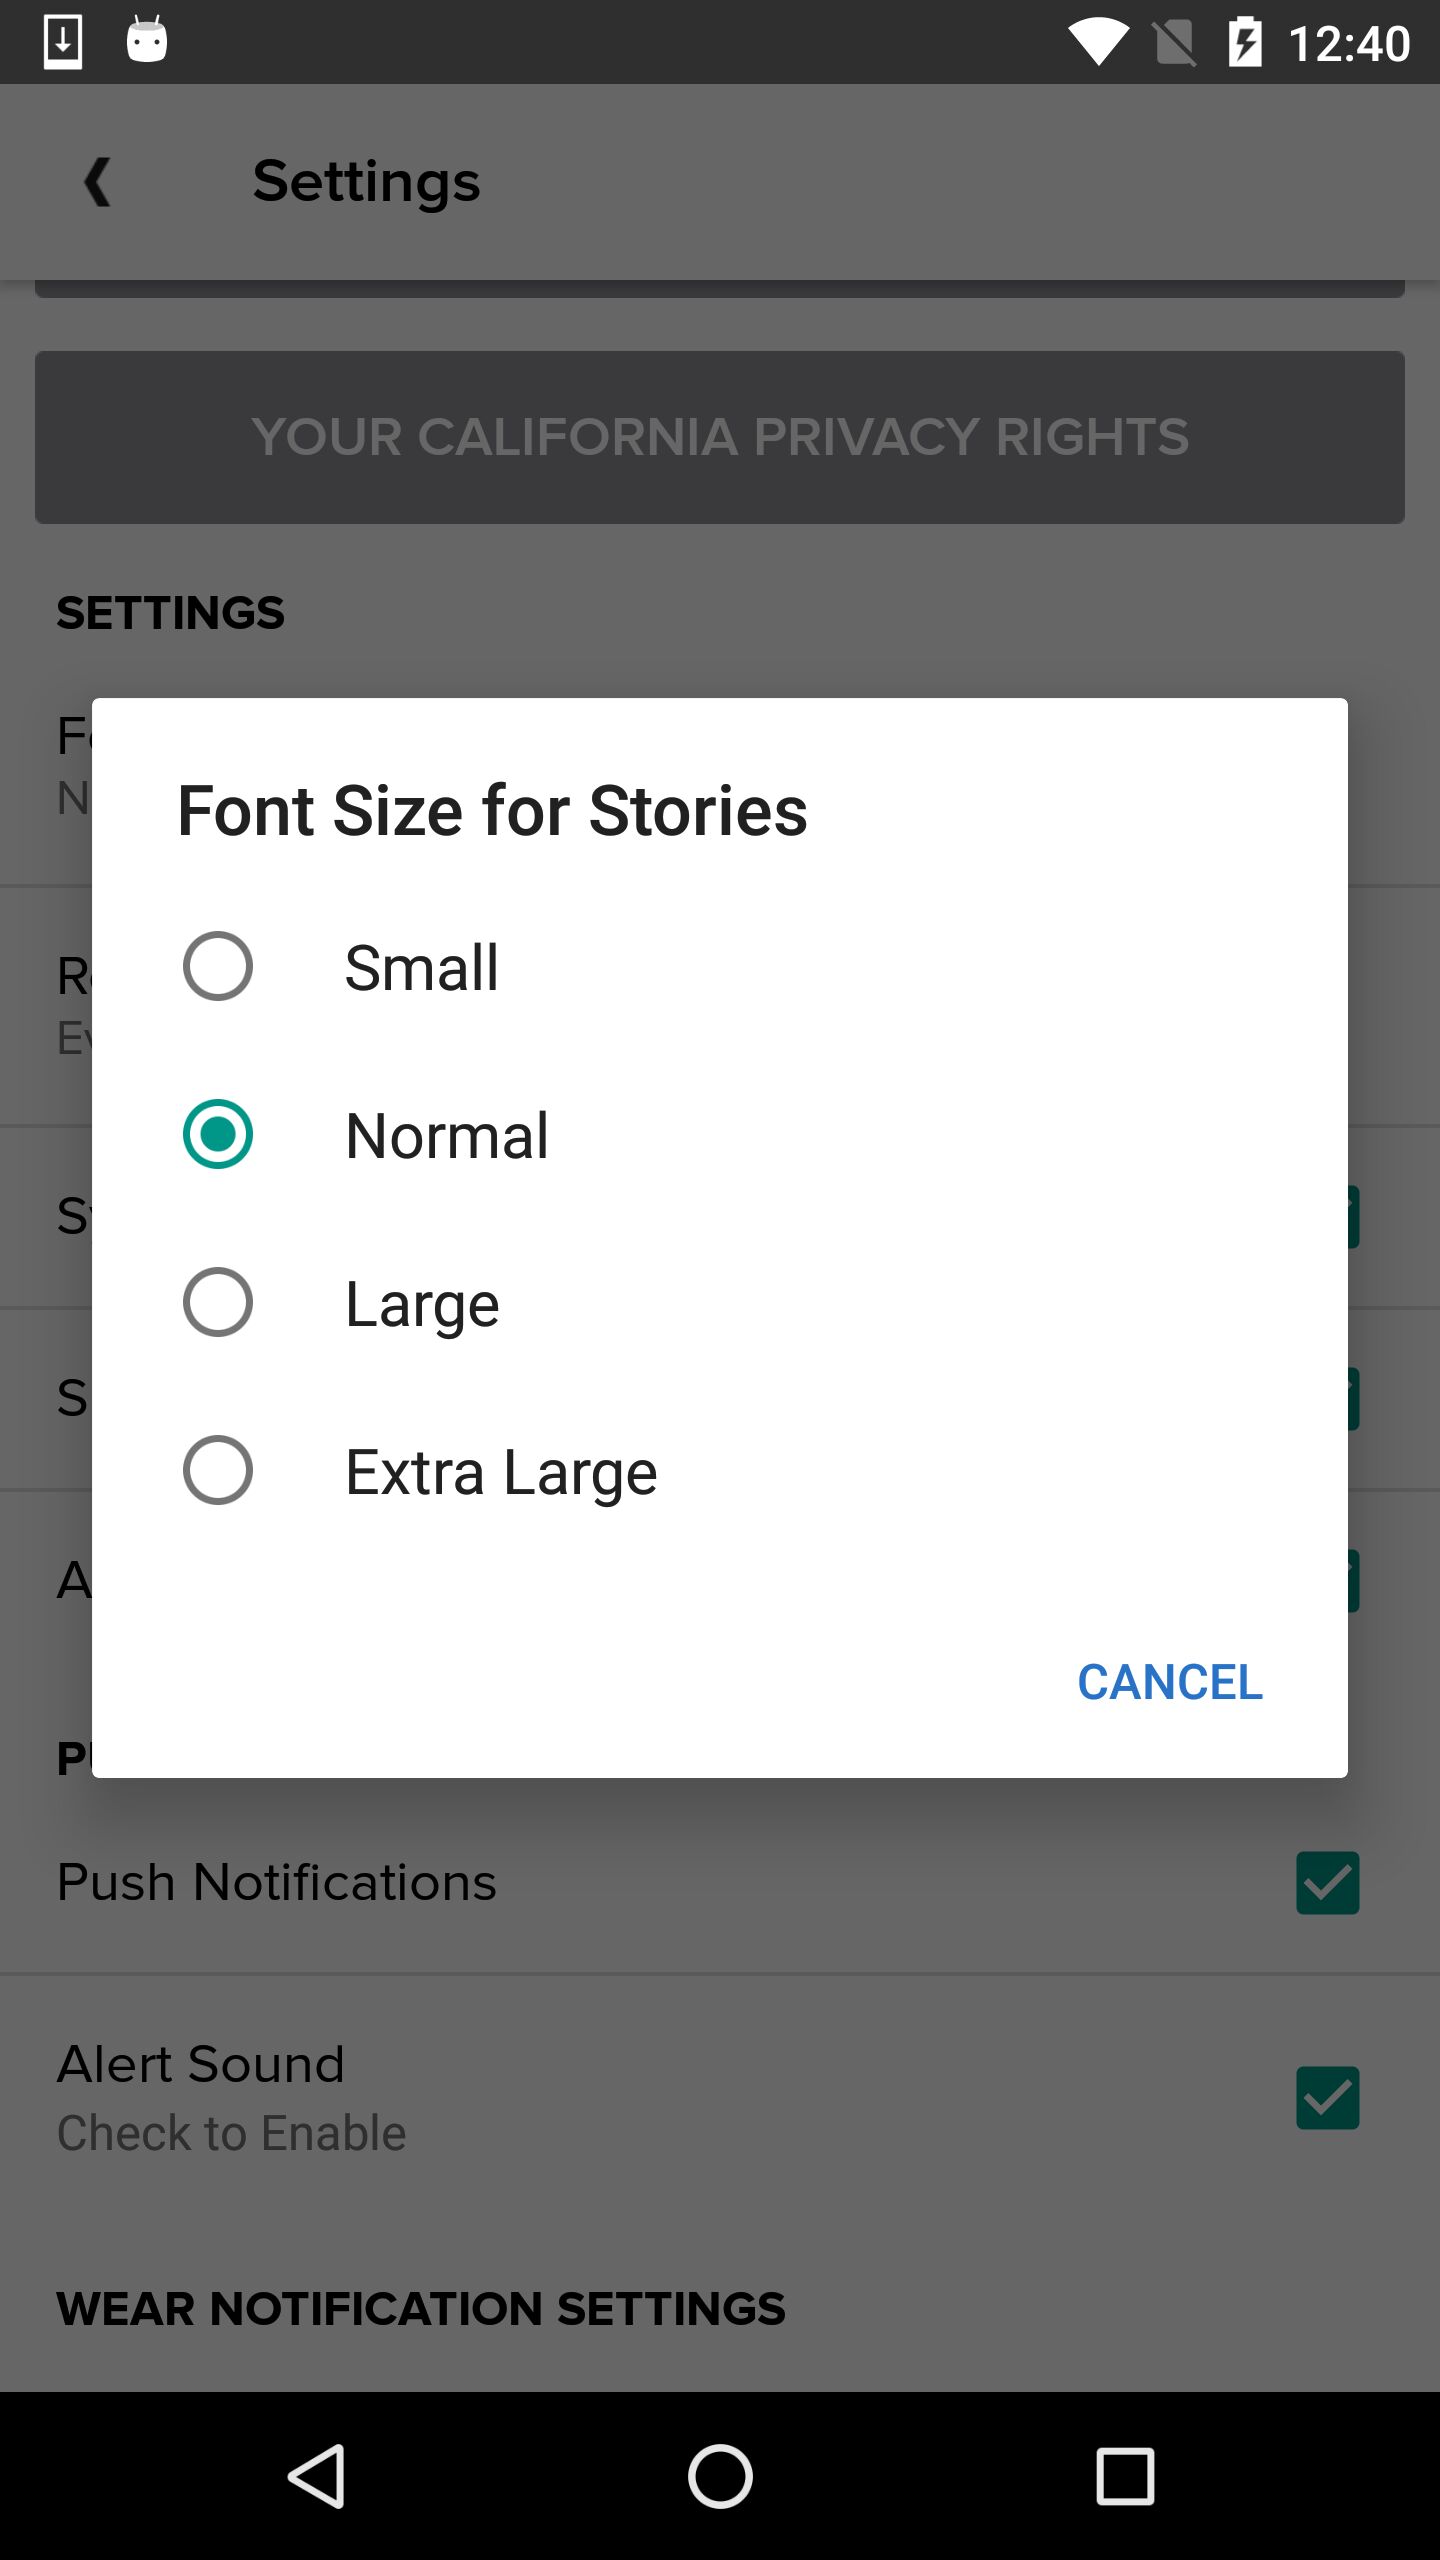 12:40
Settings
YOUR CALIFORNIA PRIVACY RIGHTS
SETTINGS
Font Size for Stories
Small
Normal
Large
Extra Large
CANCEL
Push Notifications
Alert Sound
Check to Enable
WEAR NOTIFICATION SETTINGS